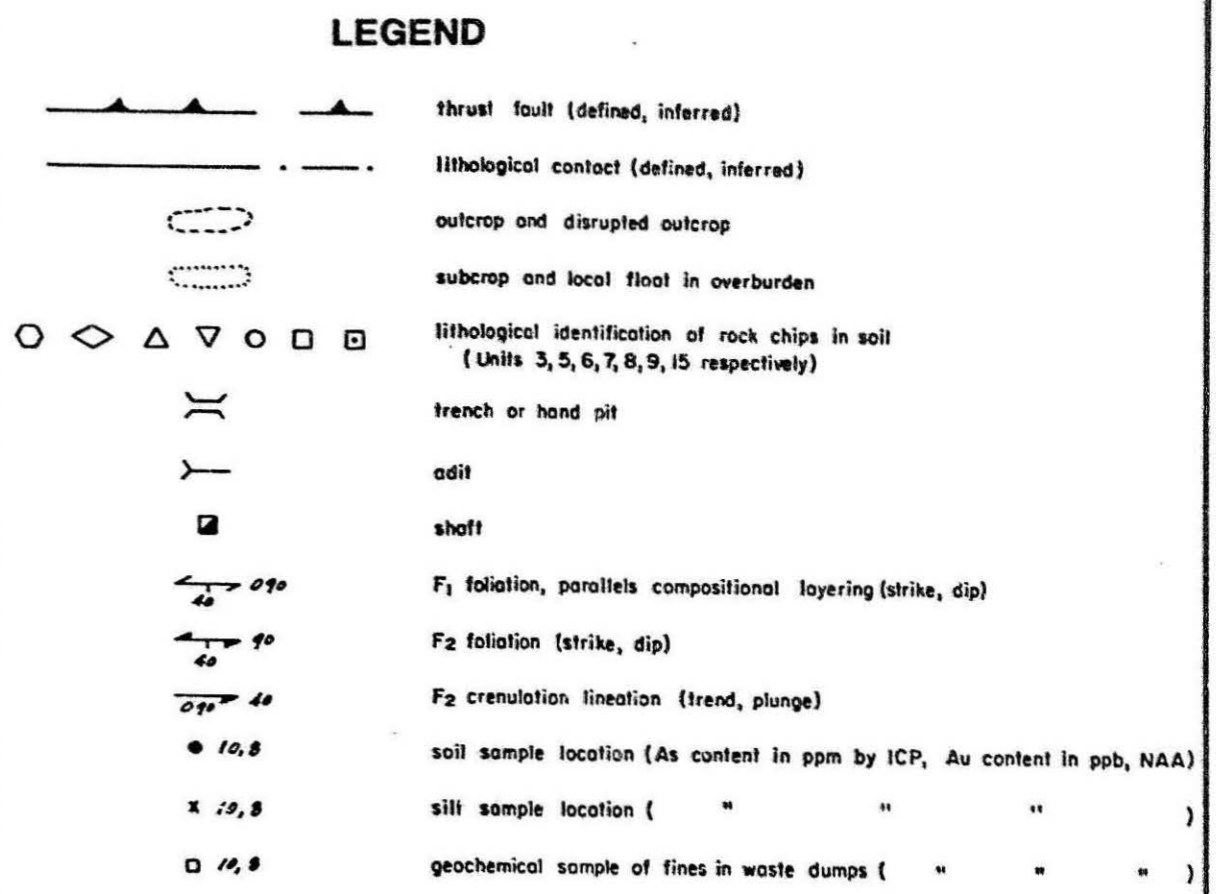 LEGEND
thrust fault (defined, inferred)
lithological contact (defined, inferred)
outcrop and disrupted outcrop
subcrop and local float in overburden
lithological identification of rock chips in soil
(Units 3, 5, 6, 7, 8, 9, 15 respectively)
trench or hand pit
adit
shaft
090
40
F1 foliation, parallels compositional layering (strike, dip)
90
40
F2 foliation (strike, dip)
090 40
F2 crenulation lineation (trend, plunge)
10, 8 soil sample location (As content in ppm by ICP, Au content in ppb, NAA)
x 10, 8 silt sample location ( " " " )
10, 8 geochemical sample of fines in waste dumps ( " " " )